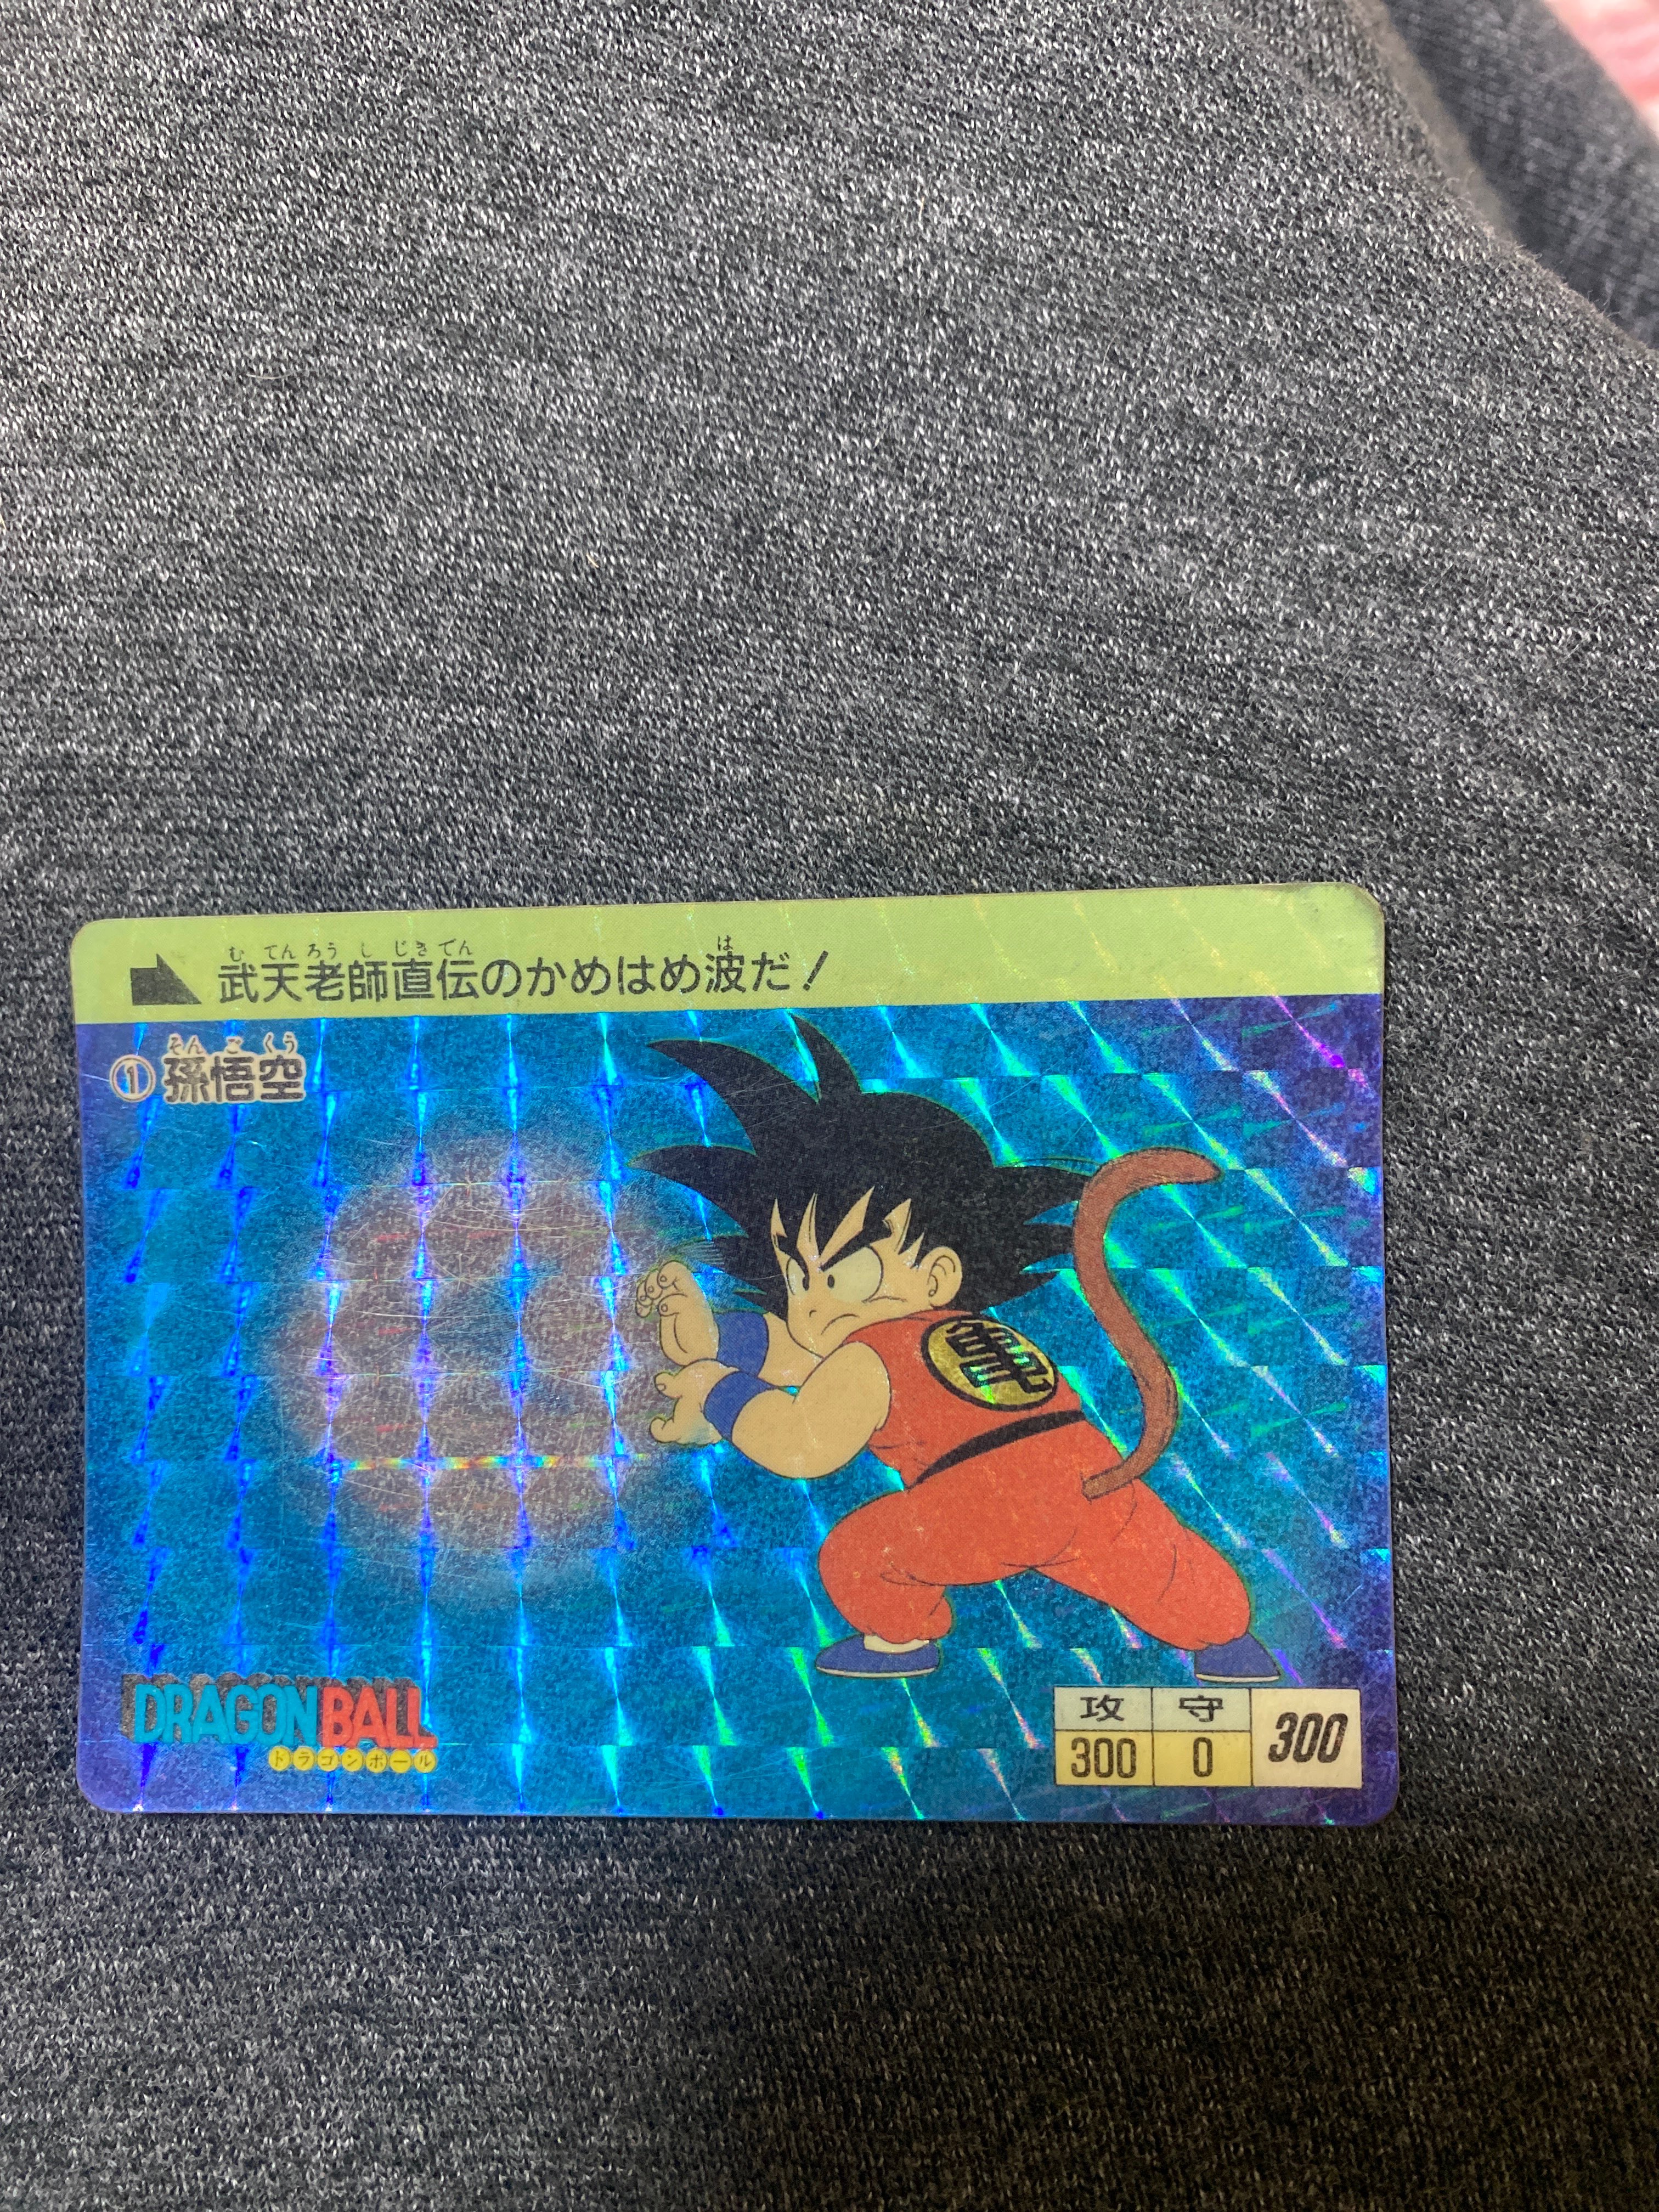 武天老師直伝のかめはめ波だ!
むてんろうしじきでん は
① 孫悟空
そんごくう
亀
DRAGON BALL
ドラゴンボール
攻 守
300 0 300